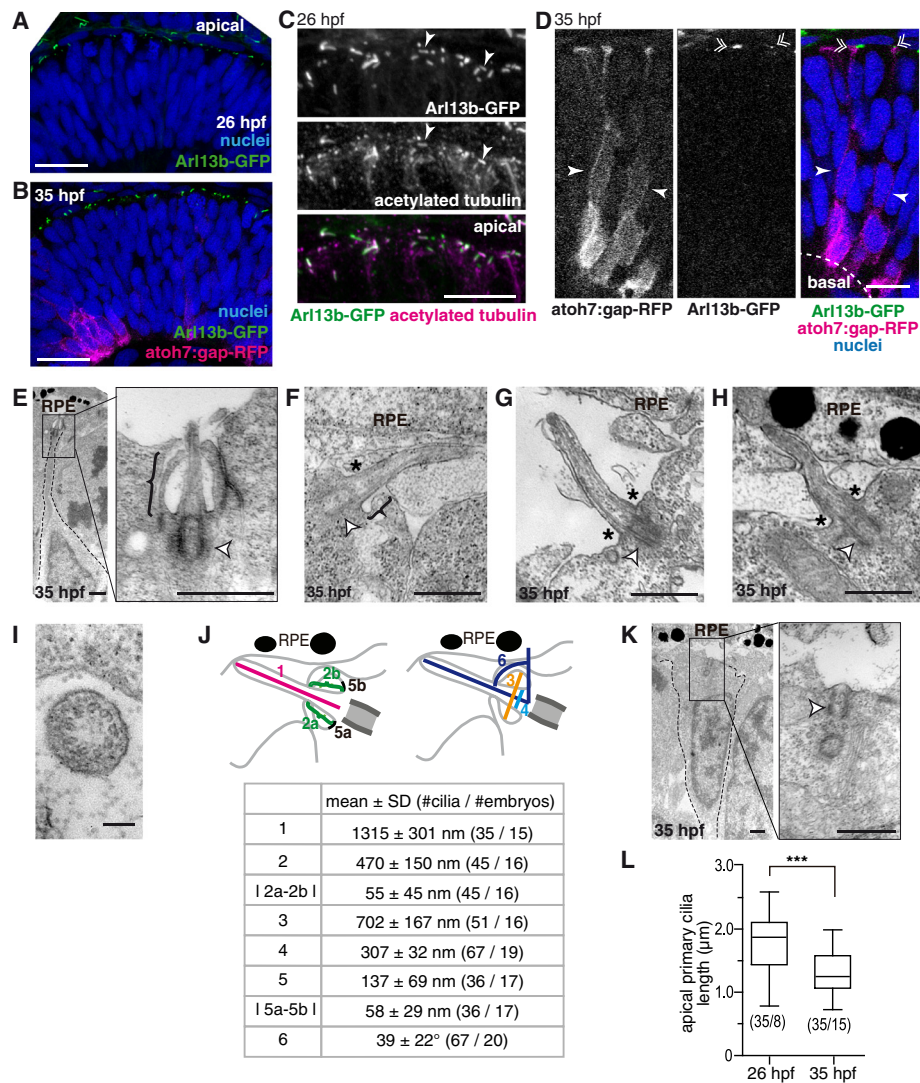 A
apical
26 hpf
nuclei
Arl13b-GFP
B
35 hpf
nuclei
Arl13b-GFP
atoh7:gap-RFP
C 26 hpf
Arl13b-GFP
acetylated tubulin
apical
Arl13b-GFP acetylated tubulin
D 35 hpf
basal
atoh7:gap-RFP
Arl13b-GFP
Arl13b-GFP
atoh7:gap-RFP
nuclei
E
RPE
35 hpf
F
RPE
*
35 hpf
G
RPE
*
*
35 hpf
H
RPE
*
*
35 hpf
I
J
RPE
1
2b
5b
2a
5a
RPE
6
3
4
mean ± SD (#cilia / #embryos)
1 1315 ± 301 nm (35 / 15)
2 470 ± 150 nm (45 / 16)
I 2a-2b I 55 ± 45 nm (45 / 16)
3 702 ± 167 nm (51 / 16)
4 307 ± 32 nm (67 / 19)
5 137 ± 69 nm (36 / 17)
I 5a-5b I 58 ± 29 nm (36 / 17)
6 39 ± 22° (67 / 20)
K
RPE
35 hpf
L
apical primary cilia
length (µm)
3.0
2.0
1.0
0
***
(35/8)
(35/15)
26 hpf
35 hpf